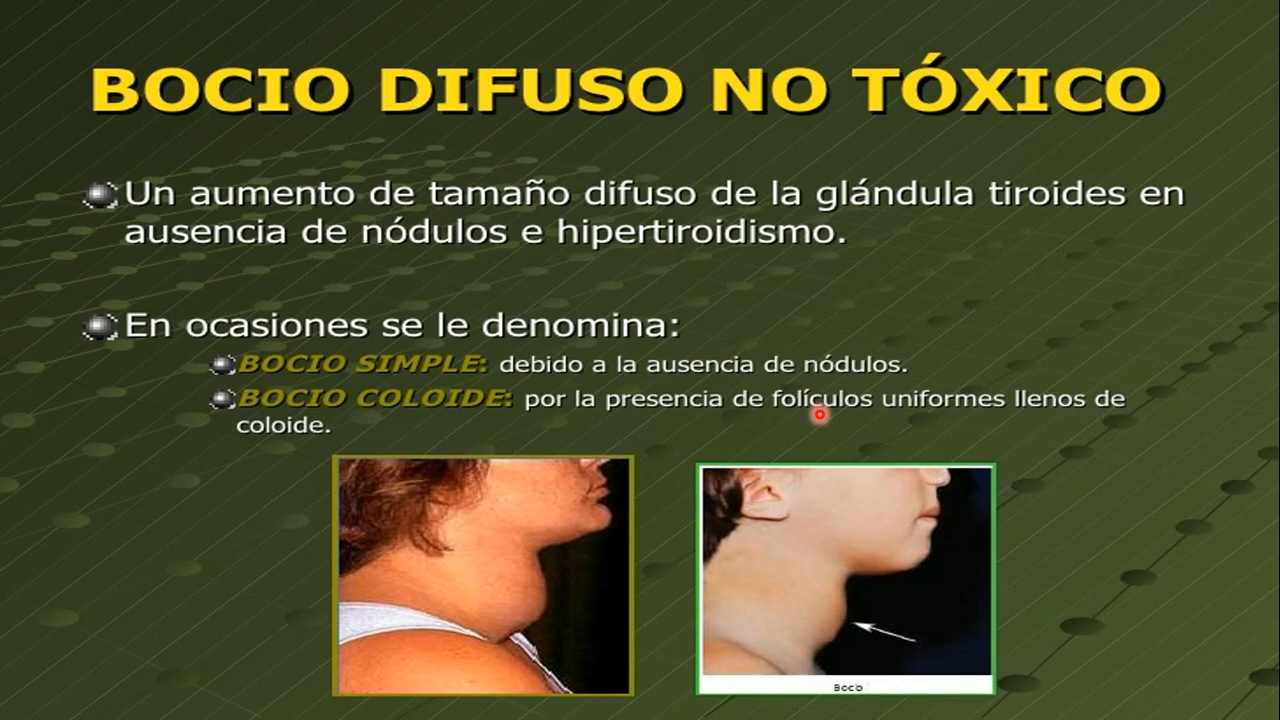 BOCIO DIFUSO NO TÓXICO
Un aumento de tamaño difuso de la glándula tiroides en
ausencia de nódulos e hipertiroidismo.
En ocasiones se le denomina:
BOCIO SIMPLE: debido a la ausencia de nódulos.
BOCIO COLOIDE: por la presencia de folículos uniformes llenos de
coloide.
Bocio